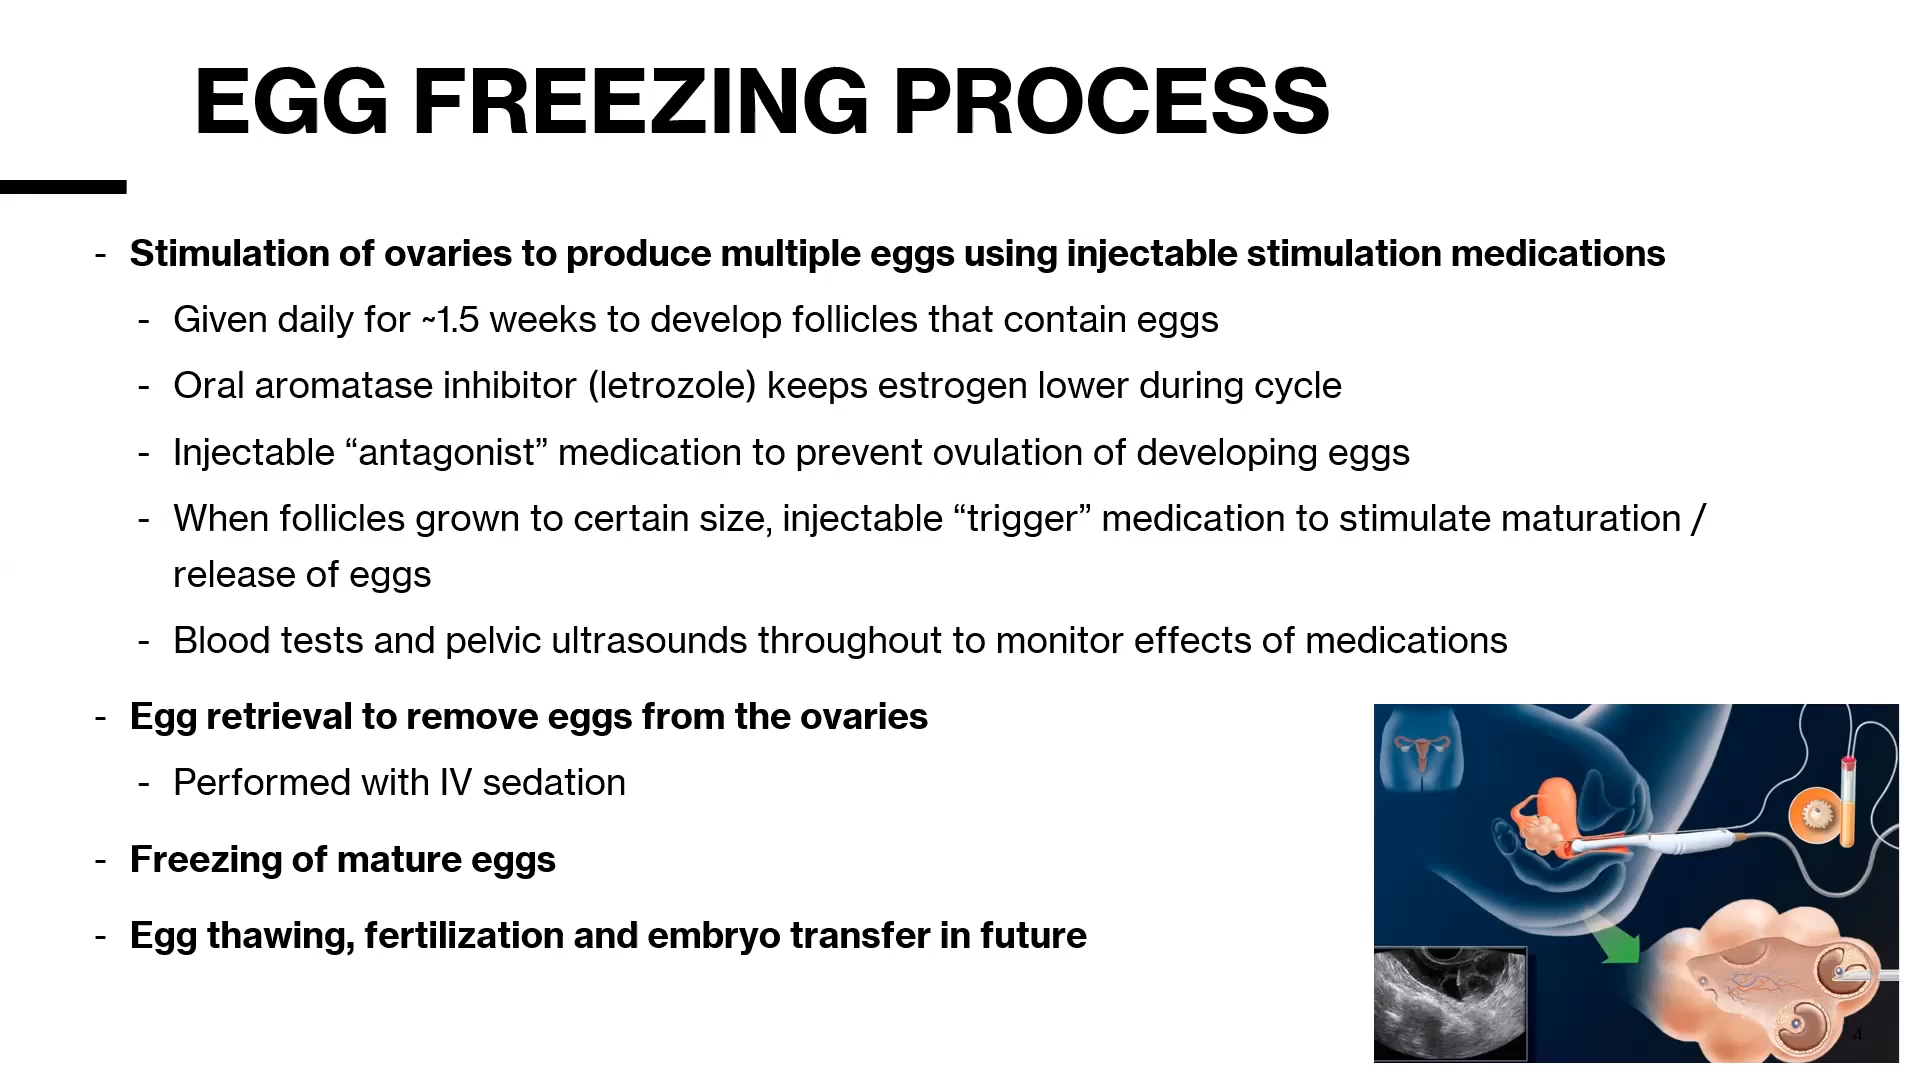 EGG FREEZING PROCESS
- Stimulation of ovaries to produce multiple eggs using injectable stimulation medications
- Given daily for ~1.5 weeks to develop follicles that contain eggs
- Oral aromatase inhibitor (letrozole) keeps estrogen lower during cycle
- Injectable “antagonist” medication to prevent ovulation of developing eggs
- When follicles grown to certain size, injectable “trigger” medication to stimulate maturation /
release of eggs
- Blood tests and pelvic ultrasounds throughout to monitor effects of medications
- Egg retrieval to remove eggs from the ovaries
- Performed with IV sedation
- Freezing of mature eggs
- Egg thawing, fertilization and embryo transfer in future
4